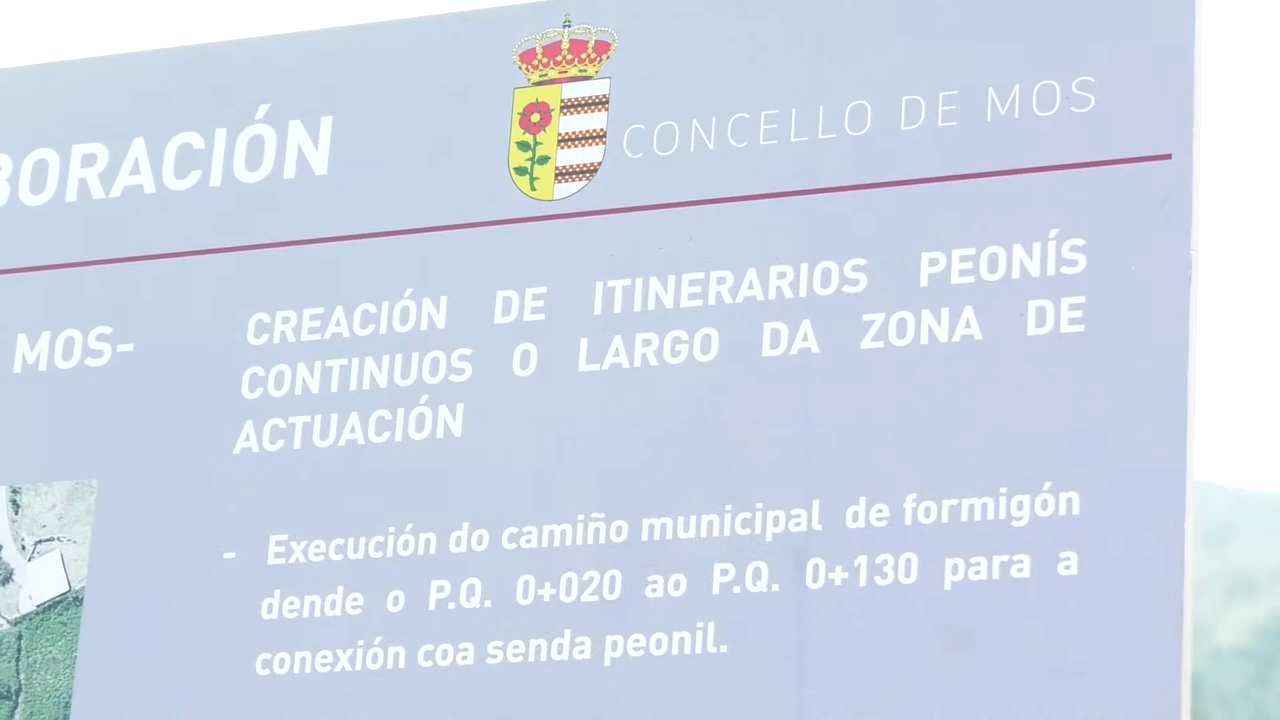 BORACIÓN
CONCELLO DE MOS
MOS-
CREACIÓN DE ITINERARIOS PEONÍS
CONTINUOS O LARGO DA ZONA DE
ACTUACIÓN
- Execución do camiño municipal de formigón
dende o P.Q. 0+020 ao P.Q. 0+130 para a
conexión coa senda peonil.